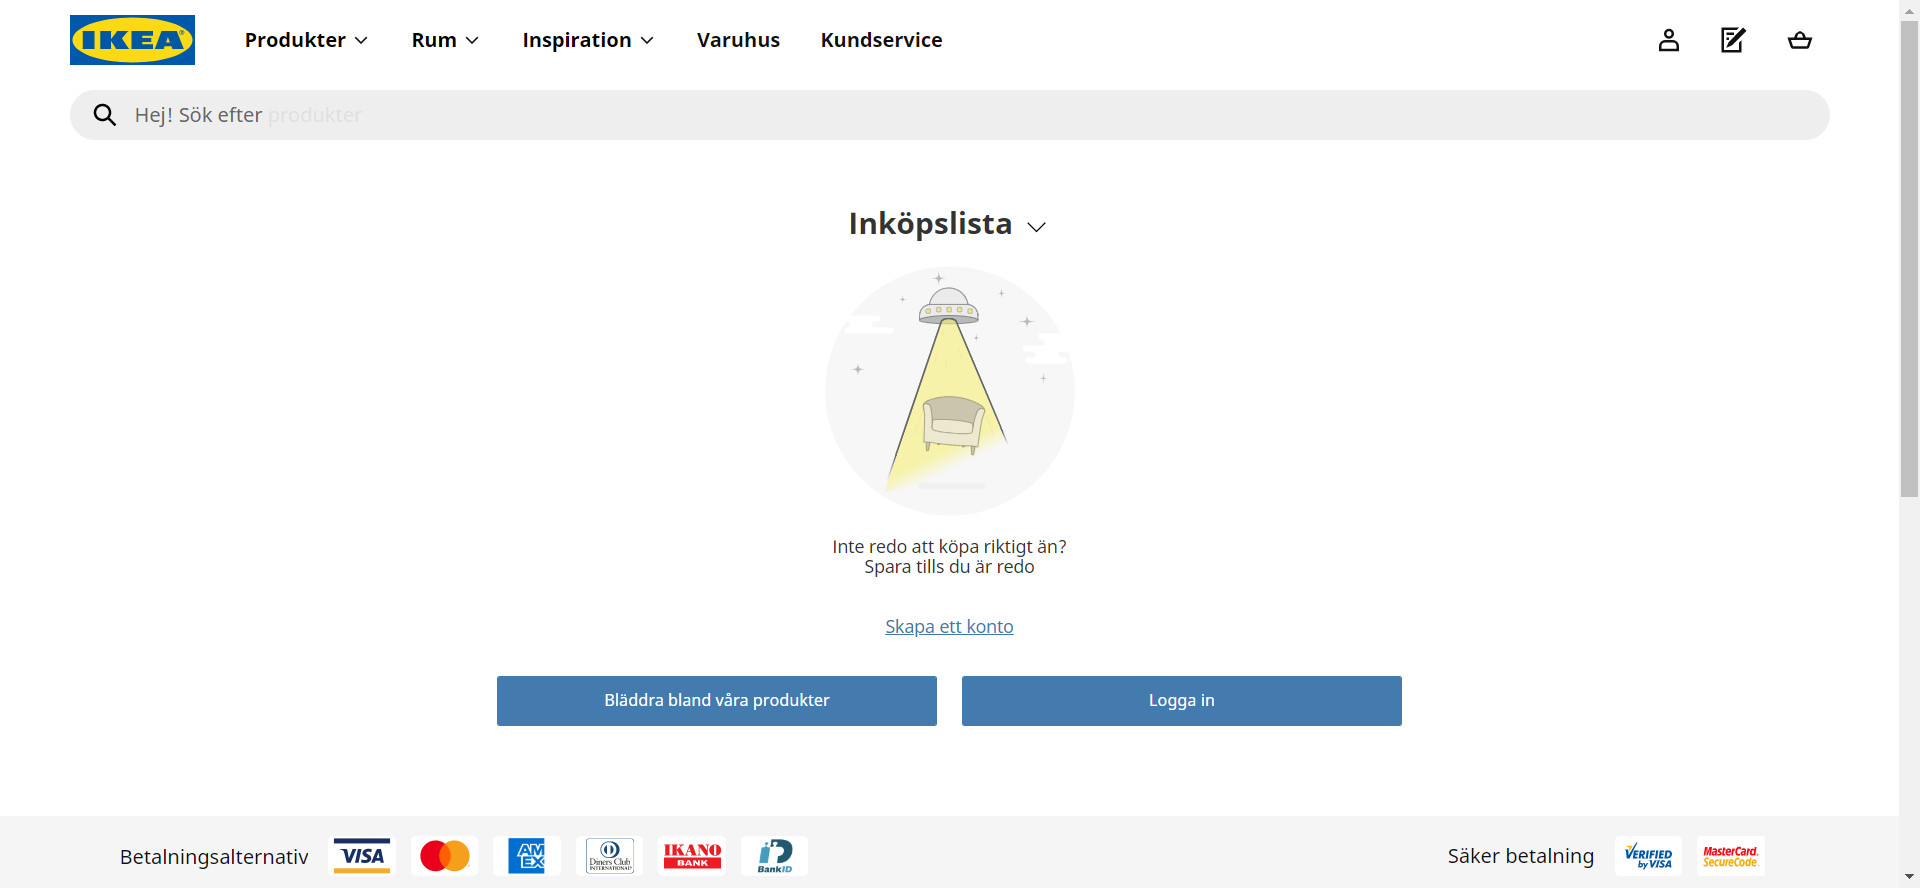 IKEA
Produkter
Rum
Inspiration
Varuhus
Kundservice
Hej! Sök efter produkter
Inköpslista
Inte redo att köpa riktigt än?
Spara tills du är redo
Skapa ett konto
Bläddra bland våra produkter
Logga in
Betalningsalternativ
VISA
AM
EX
Diners Club
INTERNATIONAL
IKANO
BANK
BankID
Säker betalning
VERIFIED
by VISA
MasterCard.
SecureCode.